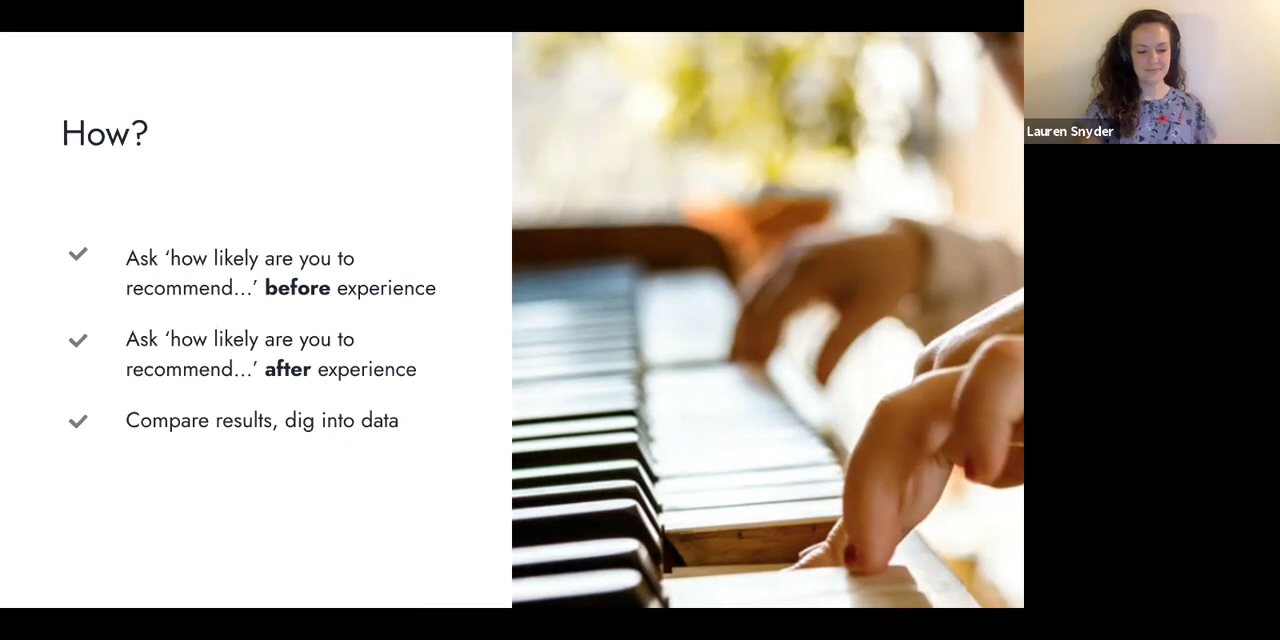 How?
Ask ‘how likely are you to
recommend...’ before experience
Ask ‘how likely are you to
recommend...’ after experience
Compare results, dig into data
Lauren Snyder